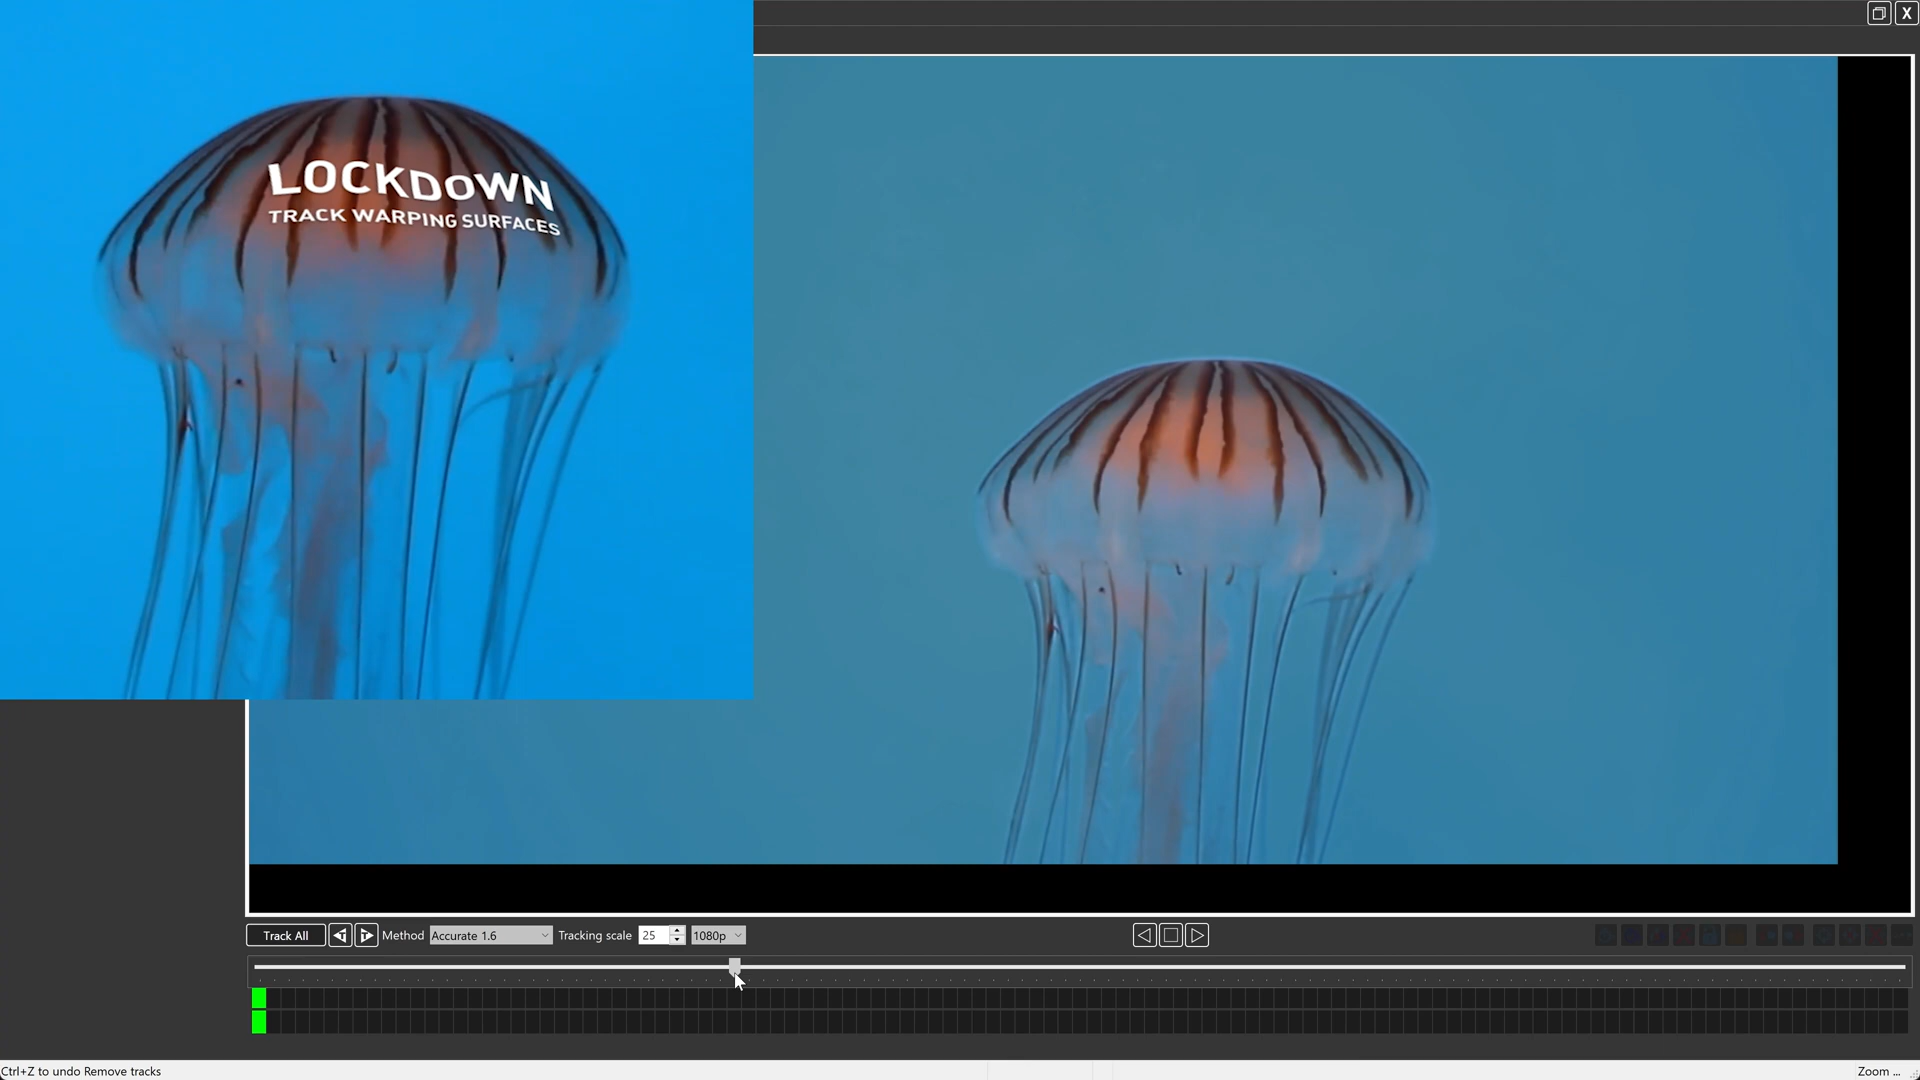 X
LOCKDOWN
TRACK WARPING SURFACES
Track All
Method
Accurate 1.6
Tracking scale
25
1080p
Ctrl+Z to undo Remove tracks
Zoom ...